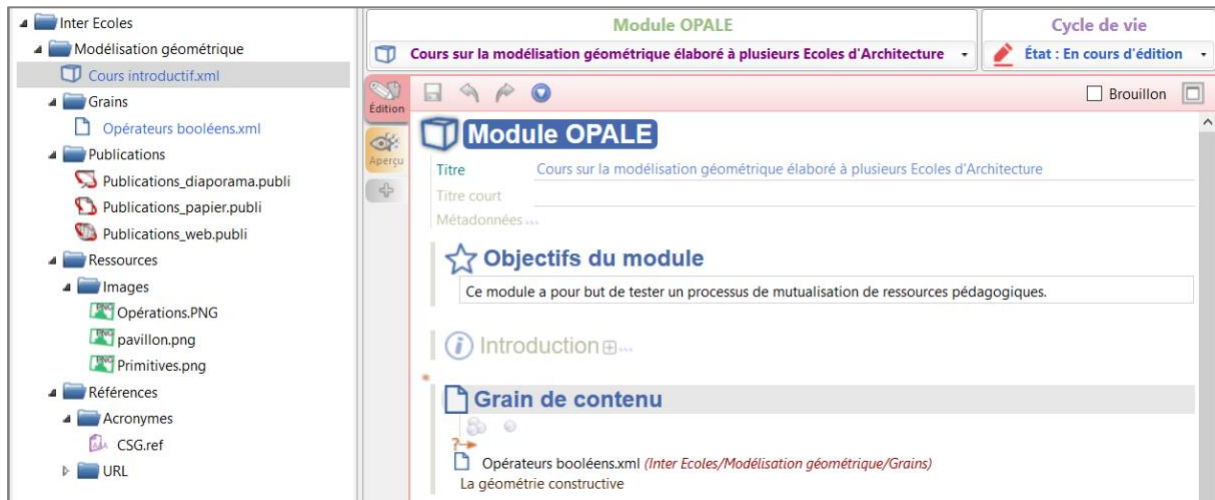 Inter Ecoles
Modélisation géométrique
Cours introductif.xml
Grains
Opérateurs booléens.xml
Publications
Publications_diaporama.publi
Publications_papier.publi
Publications_web.publi
Ressources
Images
Opérations.PNG
pavillon.png
Primitives.png
Références
Acronymes
CSG.ref
URL
Module OPALE
Cours sur la modélisation géométrique élaboré à plusieurs Ecoles d'Architecture
Cycle de vie
État : En cours d'édition
Édition
Aperçu
Brouillon
Module OPALE
Titre Cours sur la modélisation géométrique élaboré à plusieurs Ecoles d'Architecture
Titre court
Métadonnées ...
Objectifs du module
Ce module a pour but de tester un processus de mutualisation de ressources pédagogiques.
Introduction ...
Grain de contenu
Opérateurs booléens.xml (Inter Ecoles/Modélisation géométrique/Grains)
La géométrie constructive